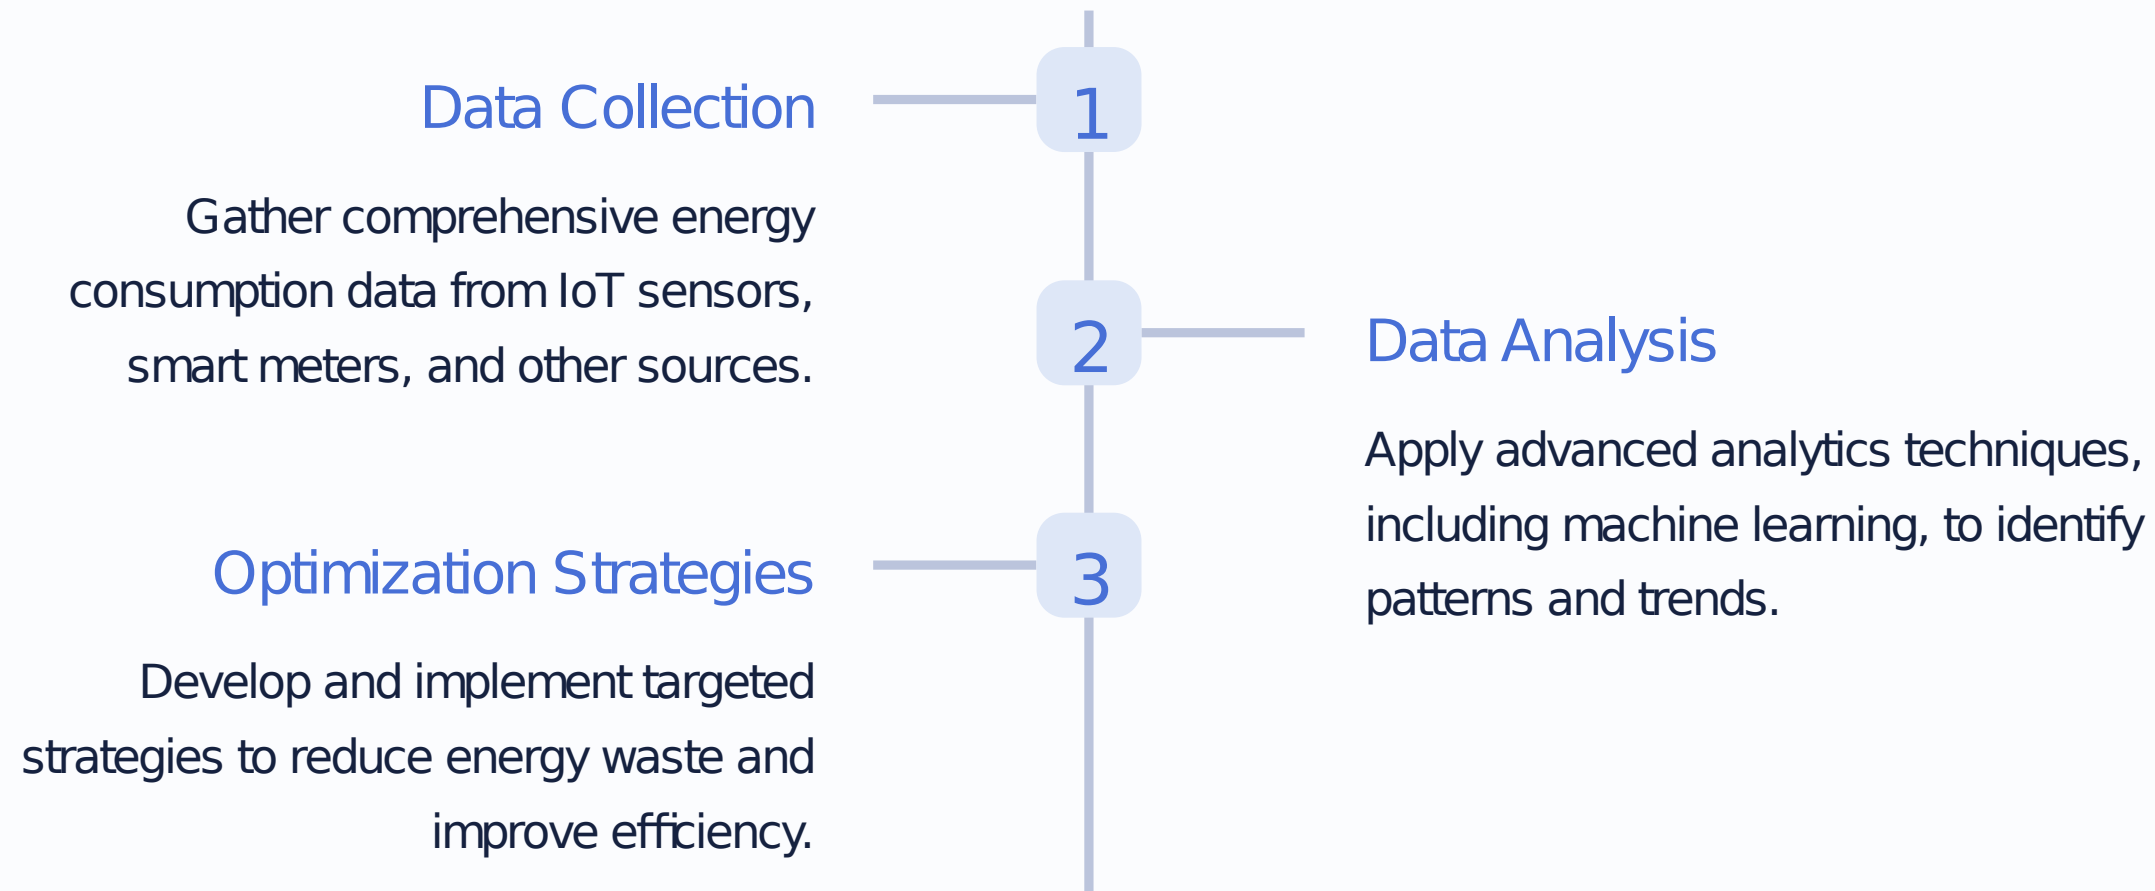 1
Data Collection
Gather comprehensive energy
consumption data from IoT sensors,
smart meters, and other sources.
2
Data Analysis
Apply advanced analytics techniques,
including machine learning, to identify
patterns and trends.
3
Optimization Strategies
Develop and implement targeted
strategies to reduce energy waste and
improve efficiency.